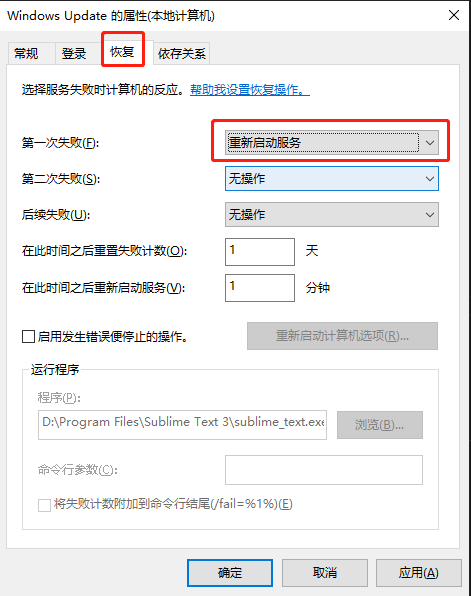 Windows Update 的属性(本地计算机)
常规 登录 恢复 依存关系
选择服务失败时计算机的反应。帮助我设置恢复操作。
第一次失败(F): 重新启动服务
第二次失败(S): 无操作
后续失败(U): 无操作
在此时间之后重置失败计数(O): 1 天
在此时间之后重新启动服务(V): 1 分钟
启用发生错误便停止的操作。 重新启动计算机选项(R)...
运行程序
程序(P):
D:\Program Files\Sublime Text 3\sublime_text.exe 浏览(B)...
命令行参数(C):
将失败计数附加到命令行结尾(/fail=%1%)(E)
确定 取消 应用(A)